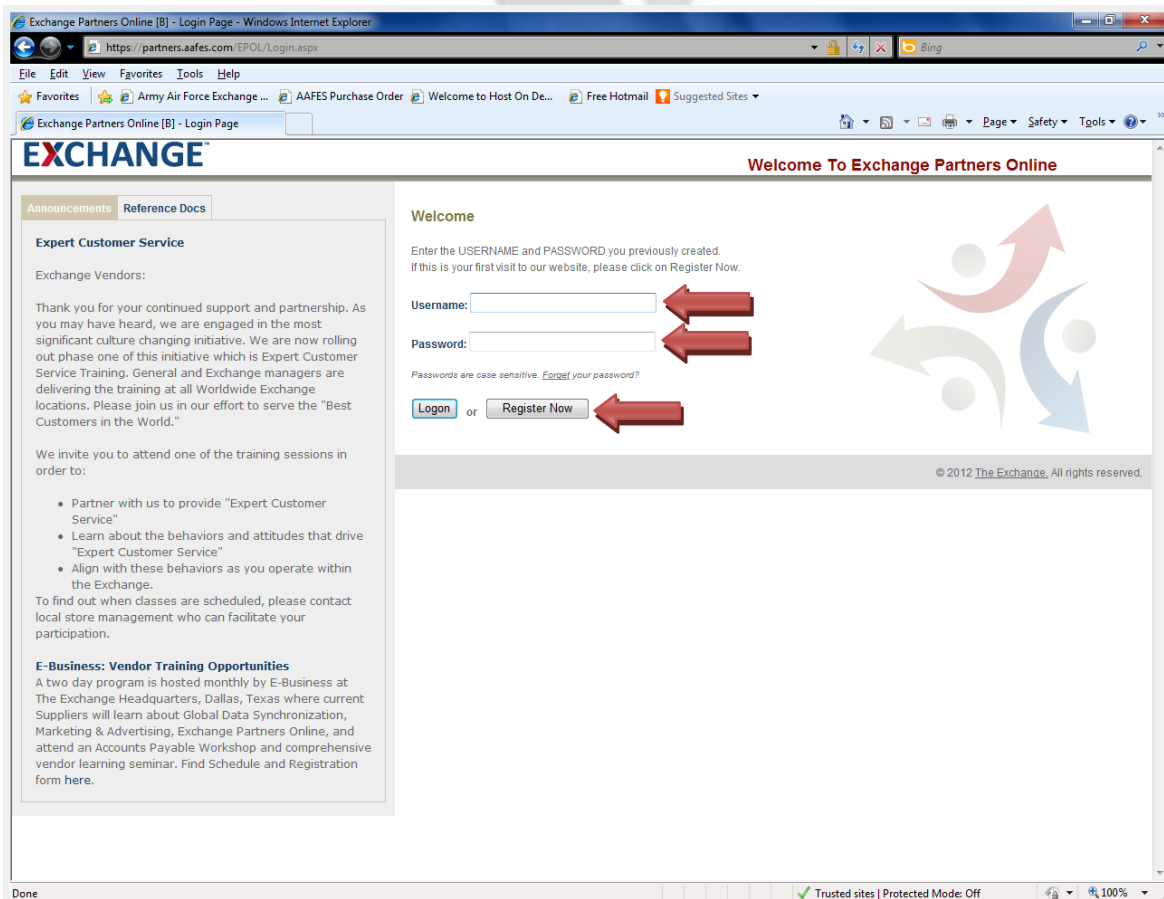 Exchange Partners Online [B] - Login Page - Windows Internet Explorer
https://partners.aafes.com/EPOL/Login.aspx
Bing
File Edit View Favorites Tools Help
Favorites Army Air Force Exchange ... AAFES Purchase Order Welcome to Host On De... Free Hotmail Suggested Sites
Exchange Partners Online [B] - Login Page
Page Safety Tools
EXCHANGE™
Welcome To Exchange Partners Online
Announcements Reference Docs
Expert Customer Service
Exchange Vendors:
Thank you for your continued support and partnership. As
you may have heard, we are engaged in the most
significant culture changing initiative. We are now rolling
out phase one of this initiative which is Expert Customer
Service Training. General and Exchange managers are
delivering the training at all Worldwide Exchange
locations. Please join us in our effort to serve the "Best
Customers in the World."
We invite you to attend one of the training sessions in
order to:
• Partner with us to provide "Expert Customer
Service"
• Learn about the behaviors and attitudes that drive
"Expert Customer Service"
• Align with these behaviors as you operate within
the Exchange.
To find out when classes are scheduled, please contact
local store management who can facilitate your
participation.
E-Business: Vendor Training Opportunities
A two day program is hosted monthly by E-Business at
The Exchange Headquarters, Dallas, Texas where current
Suppliers will learn about Global Data Synchronization,
Marketing & Advertising, Exchange Partners Online, and
attend an Accounts Payable Workshop and comprehensive
vendor learning seminar. Find Schedule and Registration
form here.
Welcome
Enter the USERNAME and PASSWORD you previously created.
If this is your first visit to our website, please click on Register Now.
Username:
Password:
Passwords are case sensitive. Forget your password?
Logon or Register Now
© 2012 The Exchange. All rights reserved.
Done
Trusted sites | Protected Mode: Off
100%